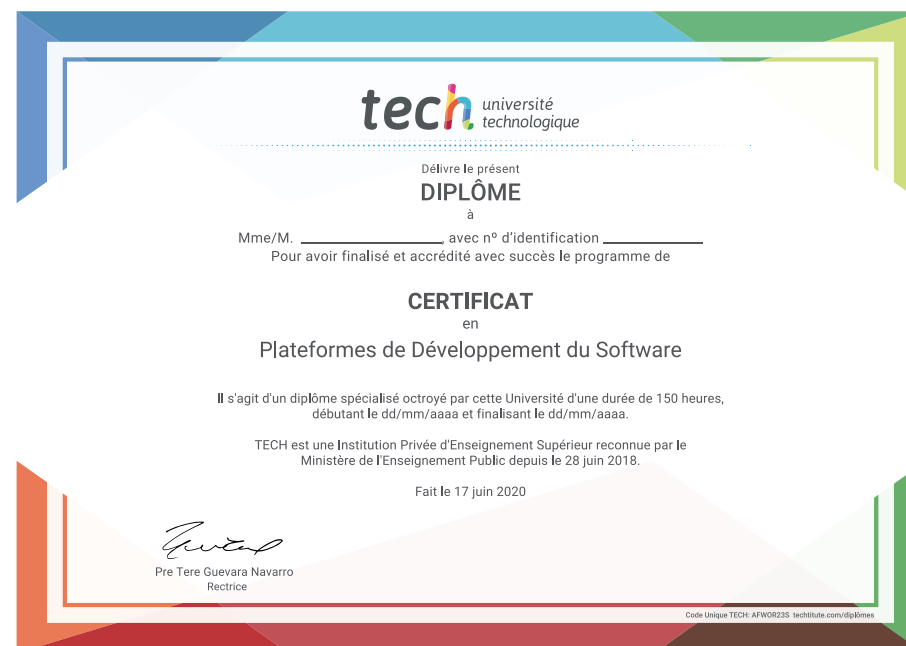 tech université
technologique
Délivre le présent
DIPLÔME
à
Mme/M. ____________________, avec nº d'identification ______________
Pour avoir finalisé et accrédité avec succès le programme de
CERTIFICAT
en
Plateformes de Développement du Software
Il s'agit d'un diplôme spécialisé octroyé par cette Université d'une durée de 150 heures,
débutant le dd/mm/aaaa et finalisant le dd/mm/aaaa.
TECH est une Institution Privée d'Enseignement Supérieur reconnue par le
Ministère de l'Enseignement Public depuis le 28 juin 2018.
Fait le 17 juin 2020
Pre Tere Guevara Navarro
Rectrice
Code Unique TECH: AFWOR23S techtitute.com/diplômes